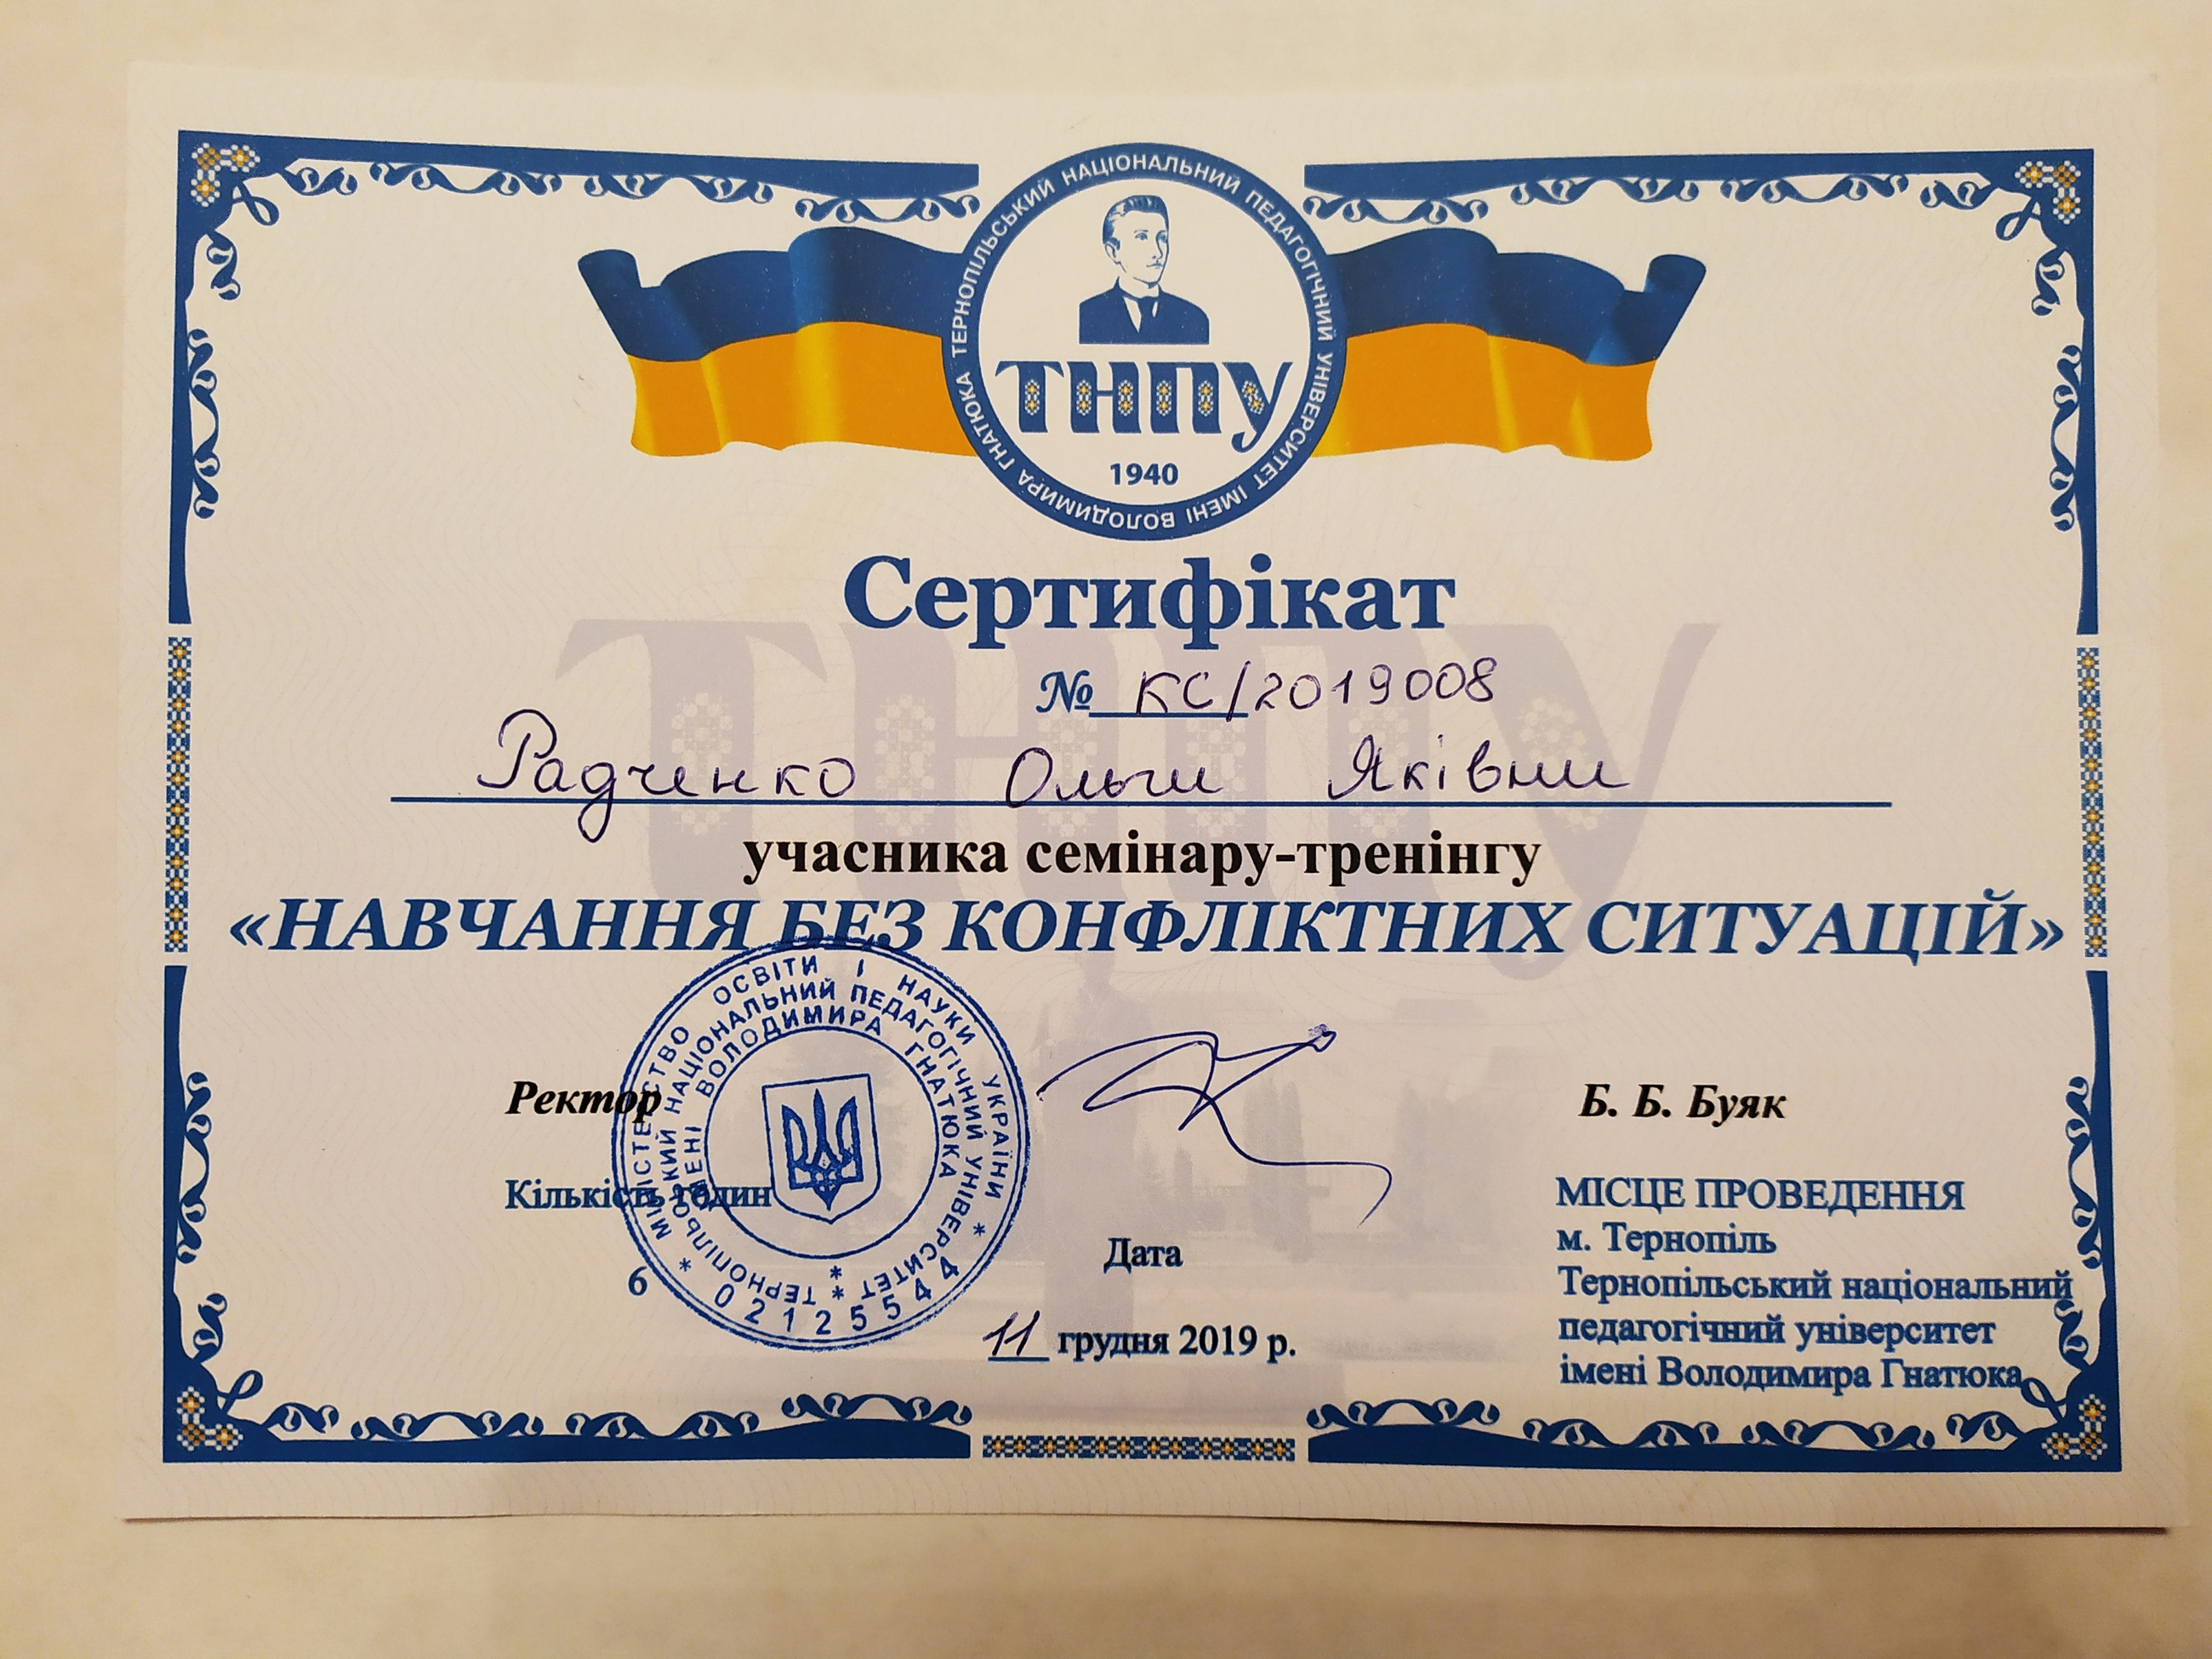 ТЕРНОПІЛЬСЬКИЙ НАЦІОНАЛЬНИЙ ПЕДАГОГІЧНИЙ УНІВЕРСИТЕТ ІМЕНІ ВОЛОДИМИРА ГНАТЮКА
ТНПУ
1940
Сертифікат
№ КС/2019008
Радченко Ольги Яківни
учасника семінару-тренінгу
«НАВЧАННЯ БЕЗ КОНФЛІКТНИХ СИТУАЦІЙ»
Ректор
Б. Б. Буяк
Кількість годин
6
МІНІСТЕРСТВО ОСВІТИ І НАУКИ УКРАЇНИ
ТЕРНОПІЛЬСЬКИЙ НАЦІОНАЛЬНИЙ ПЕДАГОГІЧНИЙ УНІВЕРСИТЕТ
ІМЕНІ ВОЛОДИМИРА ГНАТЮКА
* 02125544 *
Дата
11 грудня 2019 р.
МІСЦЕ ПРОВЕДЕННЯ
м. Тернопіль
Тернопільський національний
педагогічний університет
імені Володимира Гнатюка
ТНПУ